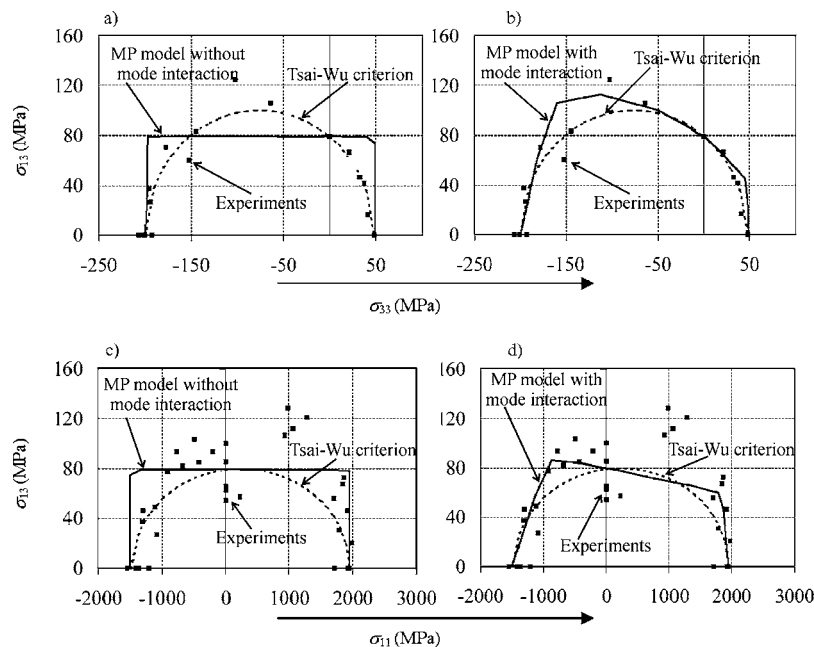 a)
160
120
80
40
0
MP model without
mode interaction
Tsai-Wu criterion
Experiments
-250
-150
-50
50
σ13 (MPa)
b)
160
120
80
40
0
MP model with
mode interaction
Tsai-Wu criterion
Experiments
-250
-150
-50
50
σ33 (MPa)
c)
160
120
80
40
0
MP model without
mode interaction
Tsai-Wu criterion
Experiments
-2000
-1000
0
1000
2000
3000
σ13 (MPa)
d)
160
120
80
40
0
MP model with
mode interaction
Tsai-Wu criterion
Experiments
-2000
-1000
0
1000
2000
3000
σ11 (MPa)